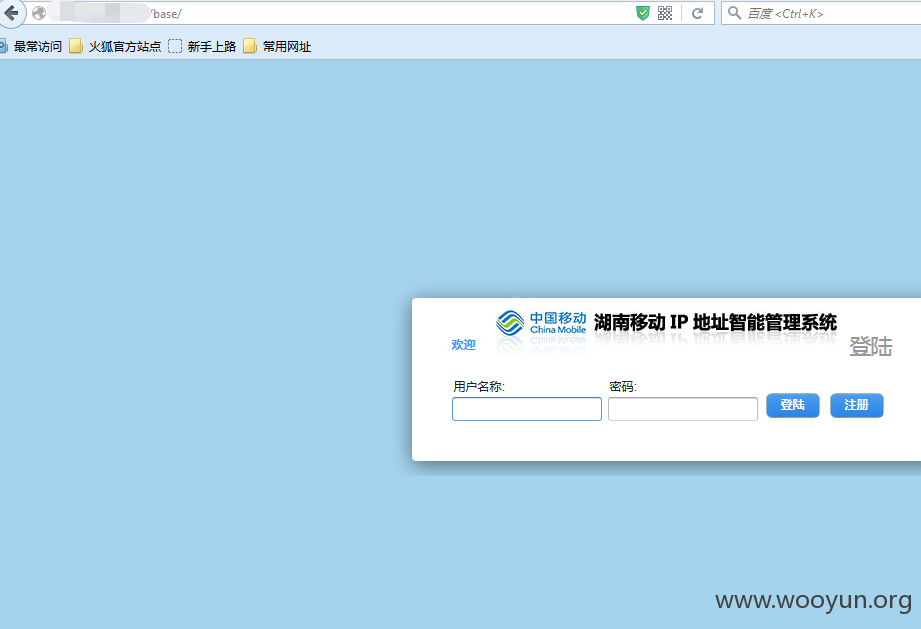 /base/
百度 <Ctrl+K>
最常访问 火狐官方站点 新手上路 常用网址
中国移动
China Mobile
湖南移动 IP 地址智能管理系统
欢迎
登陆
用户名称: 密码:
登陆 注册
www.wooyun.org